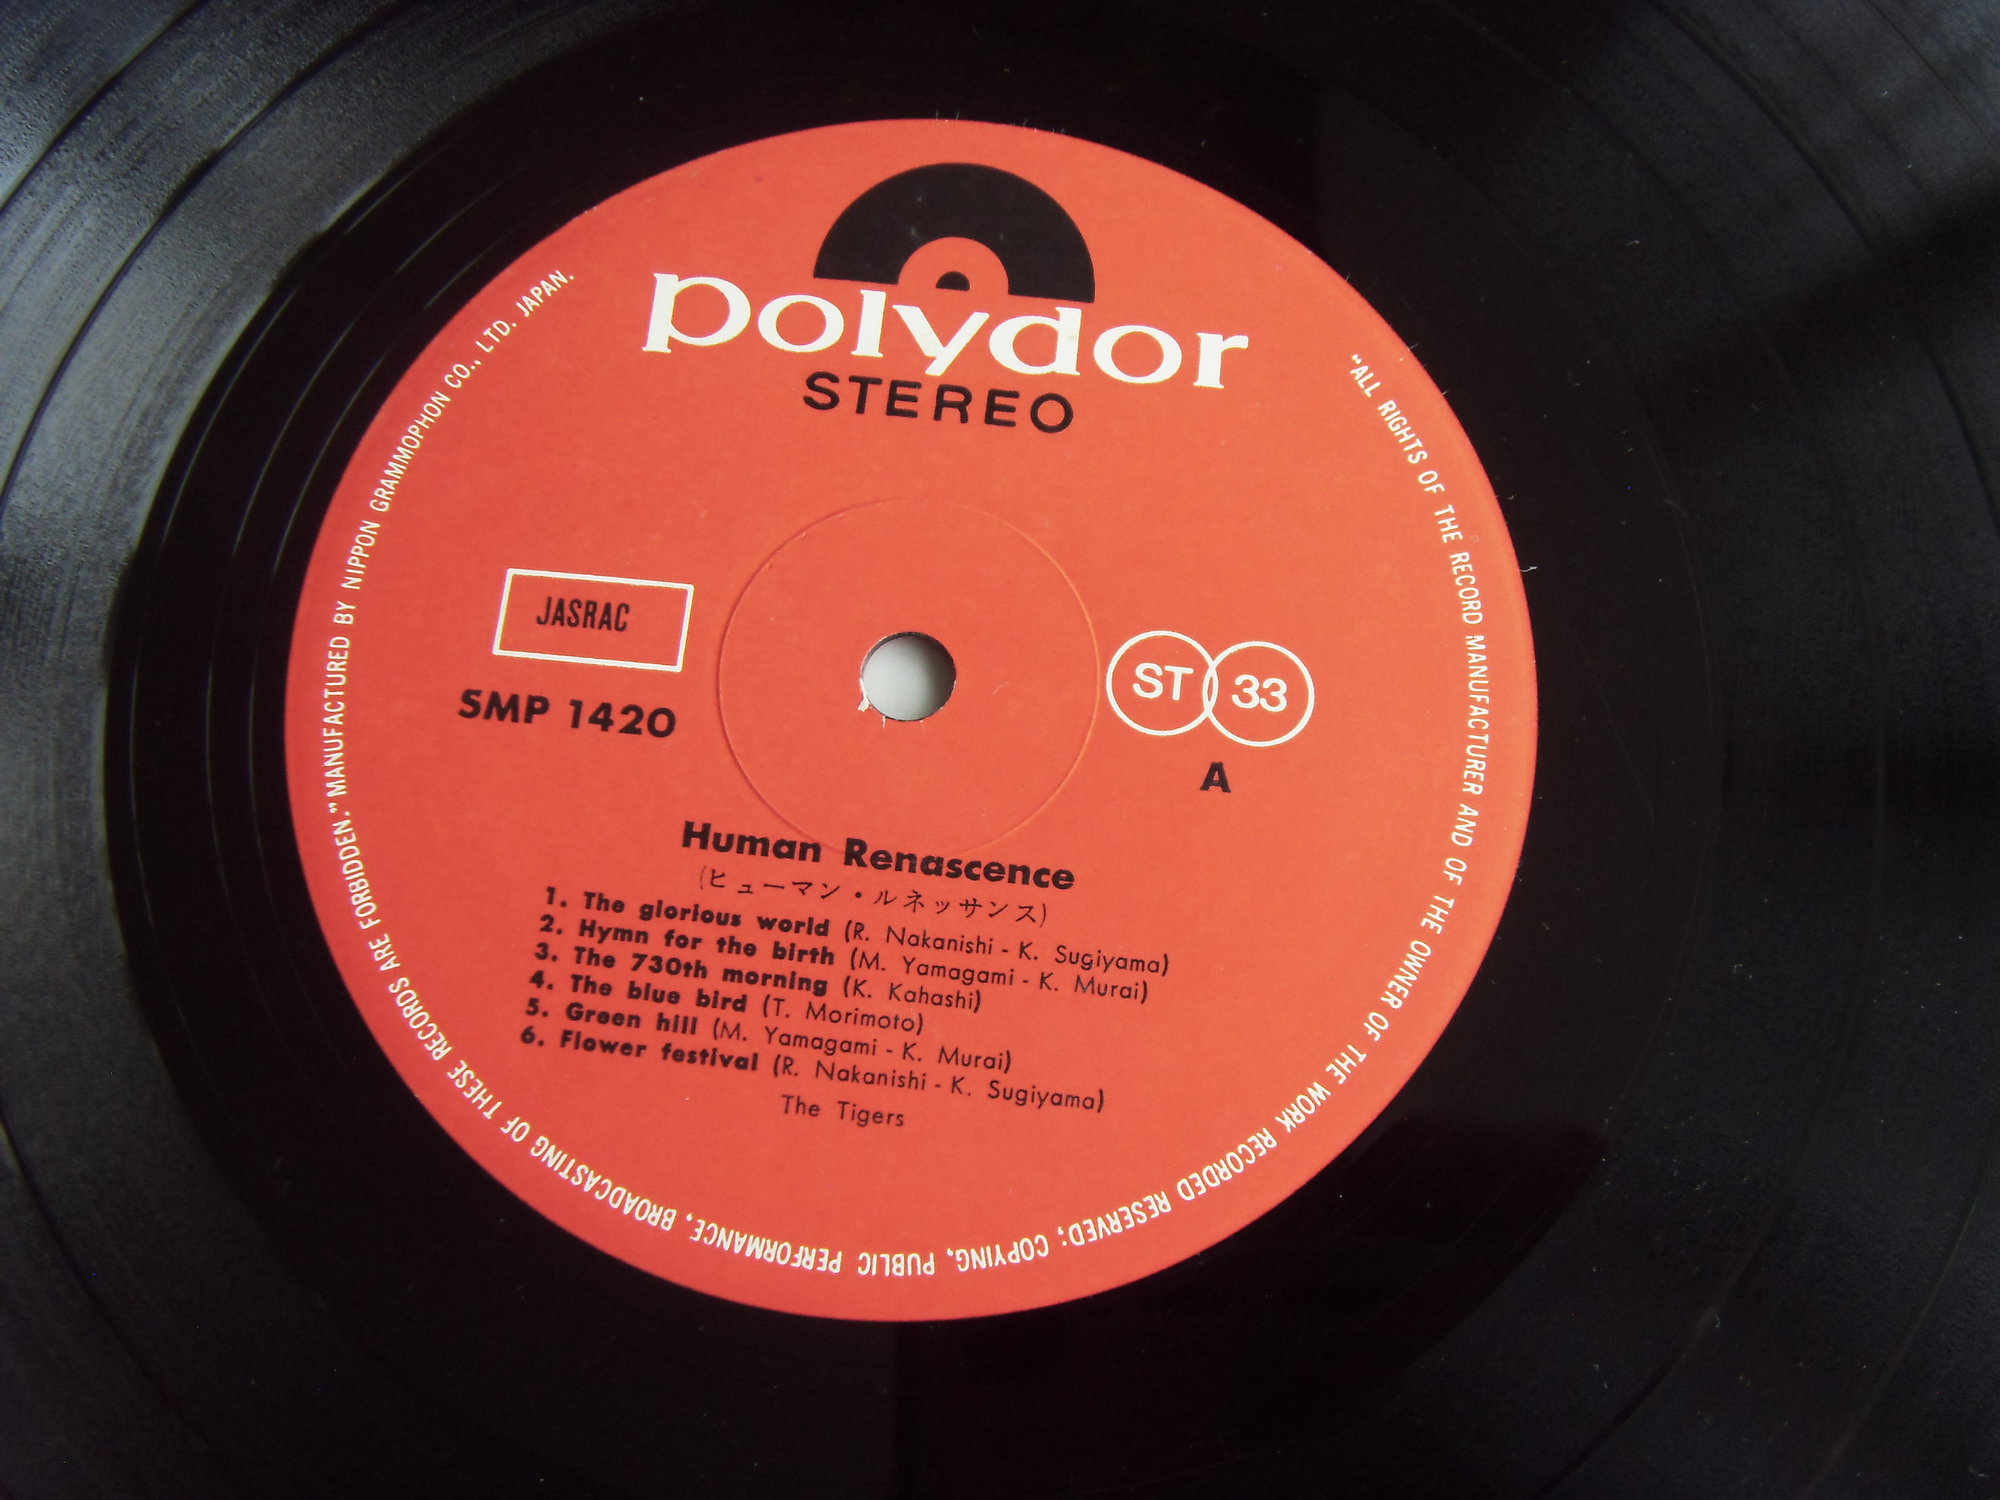 polydor
STEREO
JASRAC
SMP 1420
ST 33
A
Human Renascence
(ヒューマン・ルネッサンス)
1. The glorious world (R. Nakanishi - K. Sugiyama)
2. Hymn for the birth (M. Yamagami - K. Murai)
3. The 730th morning (K. Kahashi)
4. The blue bird (T. Morimoto)
5. Green hill (M. Yamagami - K. Murai)
6. Flower festival (R. Nakanishi - K. Sugiyama)
The Tigers
"ALL RIGHTS OF THE RECORD MANUFACTURER AND OF THE OWNER OF THE WORK RECORDED RESERVED; COPYING, PUBLIC PERFORMANCE, BROADCASTING OF THESE RECORDS ARE FORBIDDEN." MANUFACTURED BY NIPPON GRAMMOPHON CO., LTD. JAPAN.